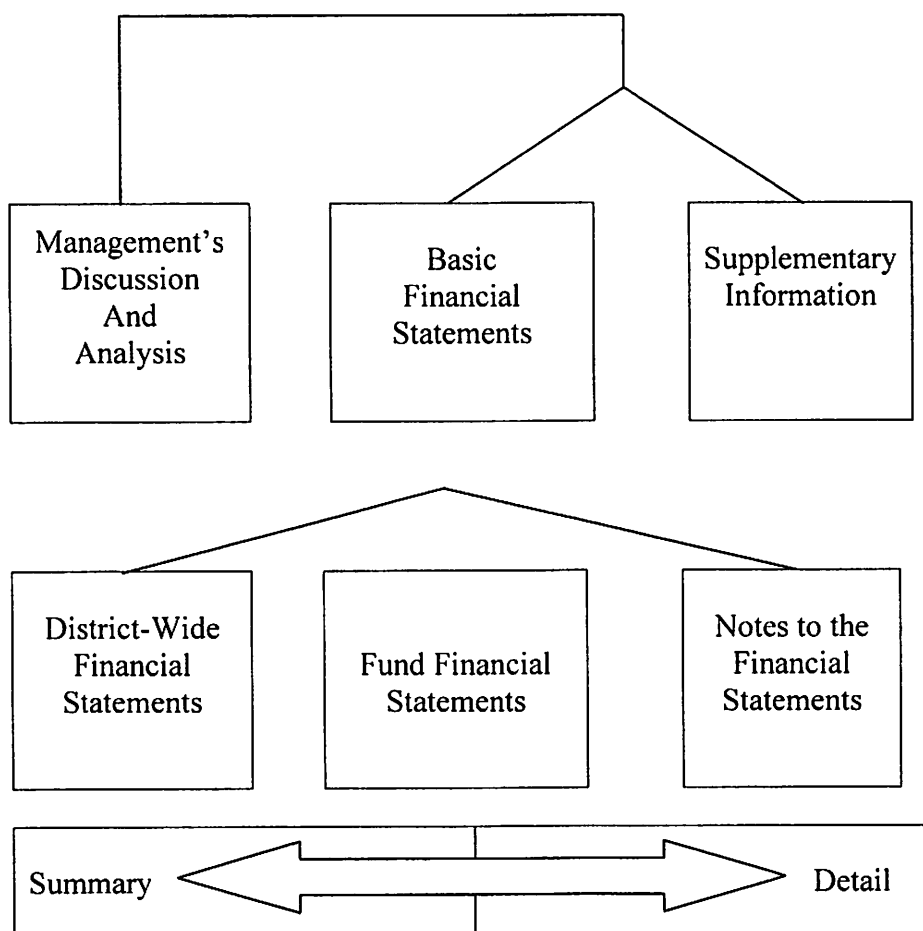 Management's
Discussion
And
Analysis
Basic
Financial
Statements
Supplementary
Information
District-Wide
Financial
Statements
Fund Financial
Statements
Notes to the
Financial
Statements
Summary
Detail